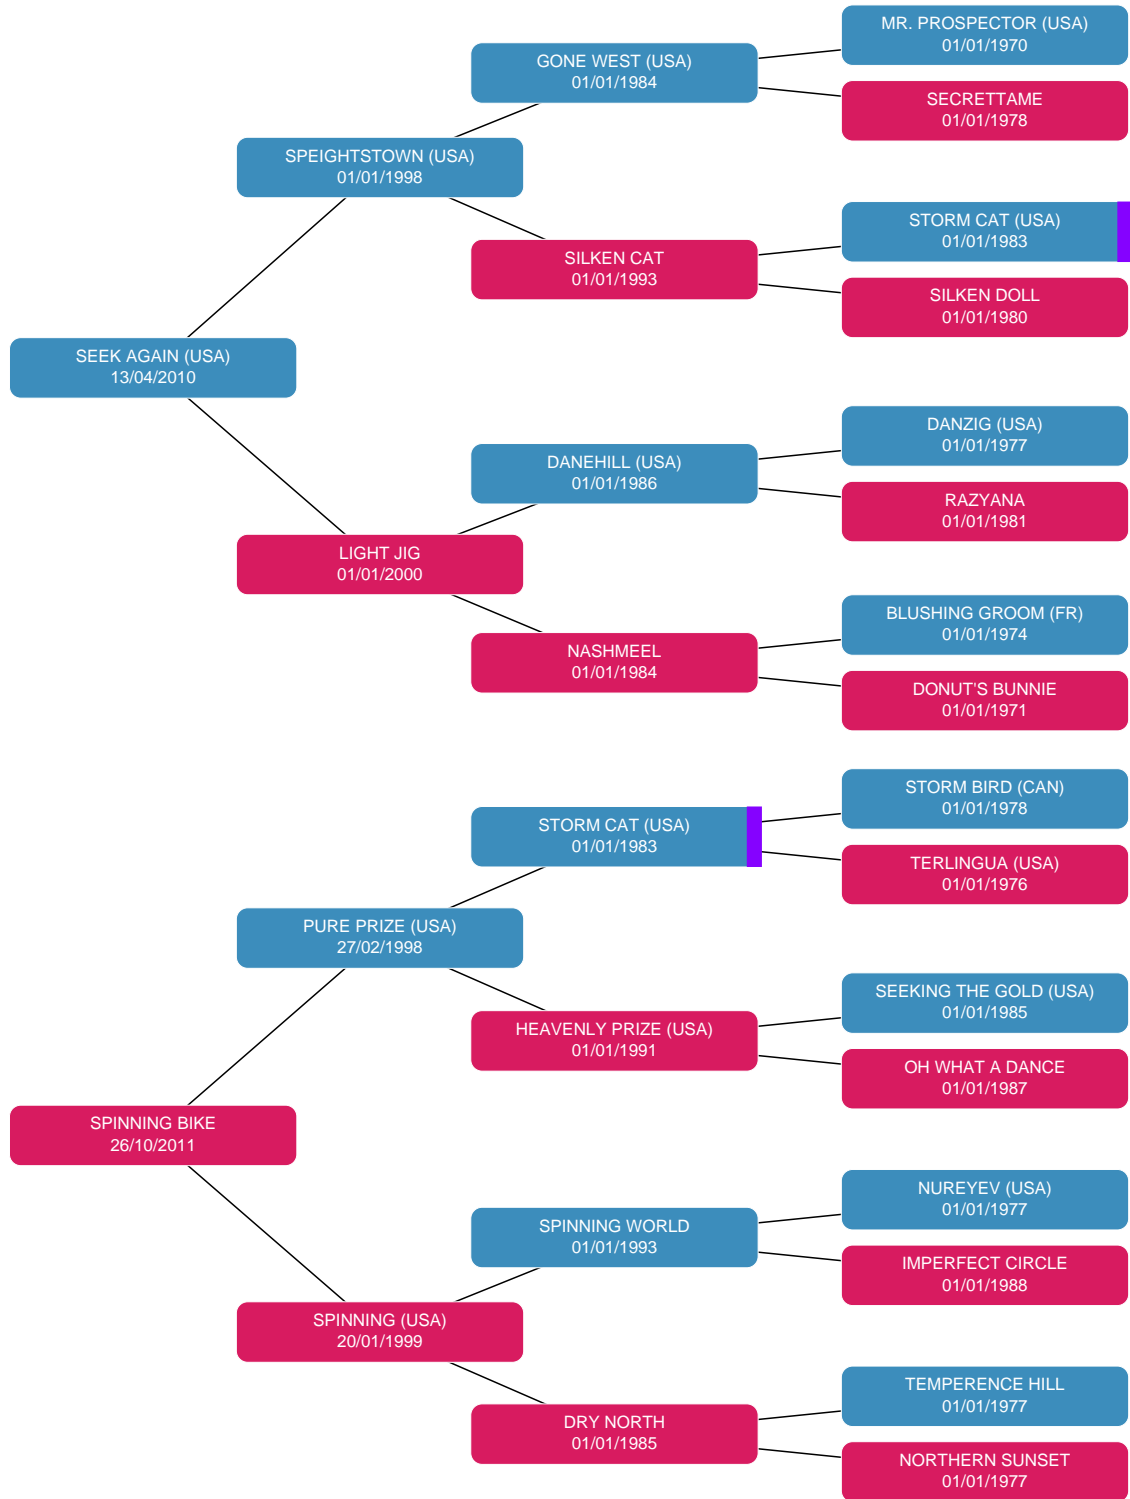 MR. PROSPECTOR (USA)
01/01/1970
GONE WEST (USA)
01/01/1984
SECRETTAME
01/01/1978
SPEIGHTSTOWN (USA)
01/01/1998
STORM CAT (USA)
01/01/1983
SILKEN CAT
01/01/1993
SILKEN DOLL
01/01/1980
SEEK AGAIN (USA)
13/04/2010
DANZIG (USA)
01/01/1977
DANEHILL (USA)
01/01/1986
RAZYANA
01/01/1981
LIGHT JIG
01/01/2000
BLUSHING GROOM (FR)
01/01/1974
NASHMEEL
01/01/1984
DONUT'S BUNNIE
01/01/1971
STORM BIRD (CAN)
01/01/1978
STORM CAT (USA)
01/01/1983
TERLINGUA (USA)
01/01/1976
PURE PRIZE (USA)
27/02/1998
SEEKING THE GOLD (USA)
01/01/1985
HEAVENLY PRIZE (USA)
01/01/1991
OH WHAT A DANCE
01/01/1987
SPINNING BIKE
26/10/2011
NUREYEV (USA)
01/01/1977
SPINNING WORLD
01/01/1993
IMPERFECT CIRCLE
01/01/1988
SPINNING (USA)
20/01/1999
TEMPERENCE HILL
01/01/1977
DRY NORTH
01/01/1985
NORTHERN SUNSET
01/01/1977